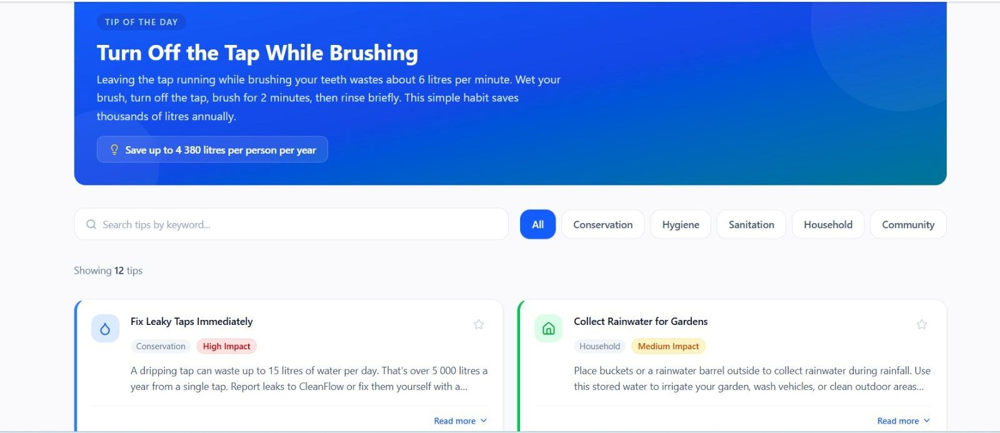 TIP OF THE DAY
Turn Off the Tap While Brushing
Leaving the tap running while brushing your teeth wastes about 6 litres per minute. Wet your
brush, turn off the tap, brush for 2 minutes, then rinse briefly. This simple habit saves
thousands of litres annually.
Save up to 4 380 litres per person per year
Search tips by keyword...
All
Conservation
Hygiene
Sanitation
Household
Community
Showing 12 tips
Fix Leaky Taps Immediately
Conservation
High Impact
A dripping tap can waste up to 15 litres of water per day. That's over 5 000 litres a
year from a single tap. Report leaks to CleanFlow or fix them yourself with a...
Read more
Collect Rainwater for Gardens
Household
Medium Impact
Place buckets or a rainwater barrel outside to collect rainwater during rainfall. Use
this stored water to irrigate your garden, wash vehicles, or clean outdoor areas...
Read more